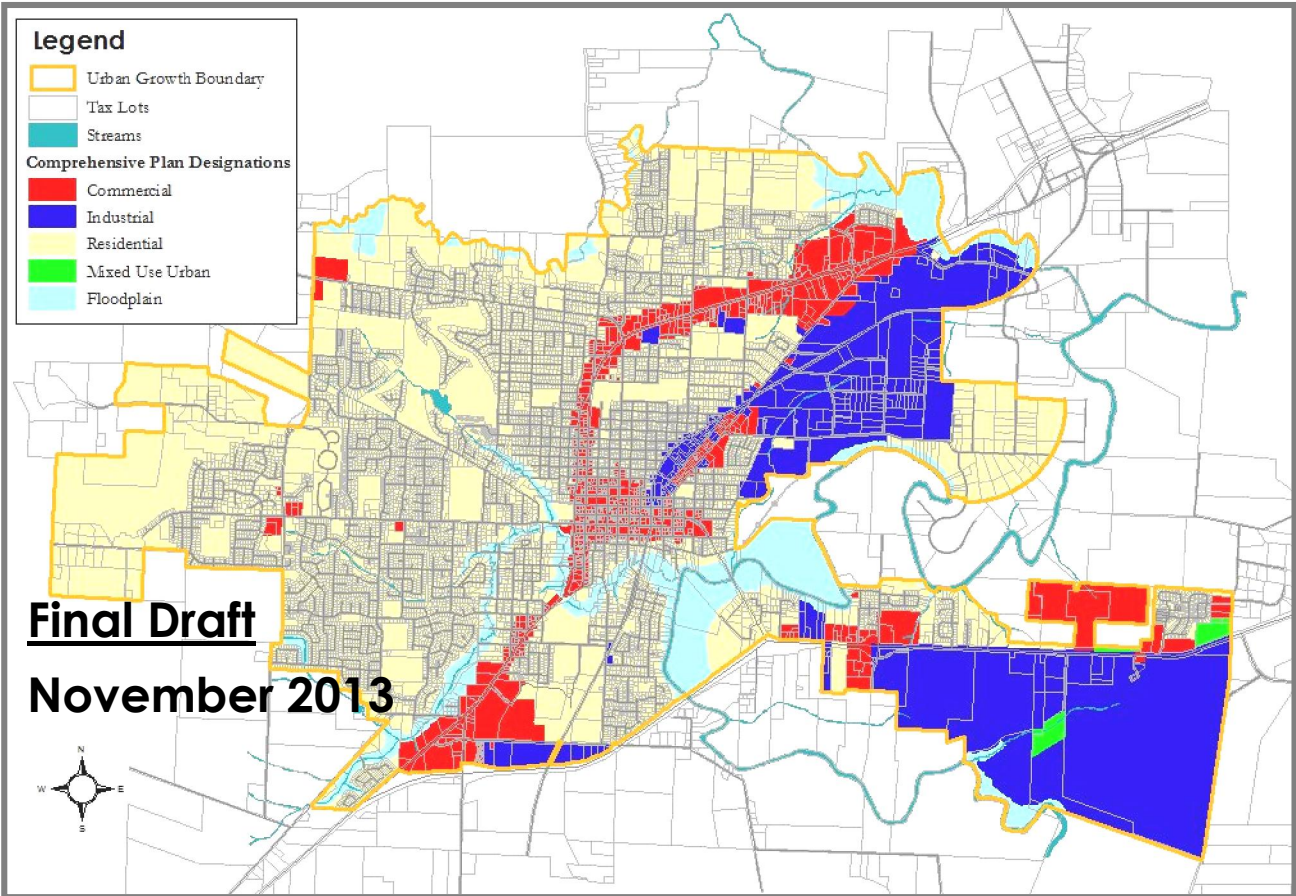 Legend
Urban Growth Boundary
Tax Lots
Streams
Comprehensive Plan Designations
Commercial
Industrial
Residential
Mixed Use Urban
Floodplain
Final Draft
November 2013
N
W E
S